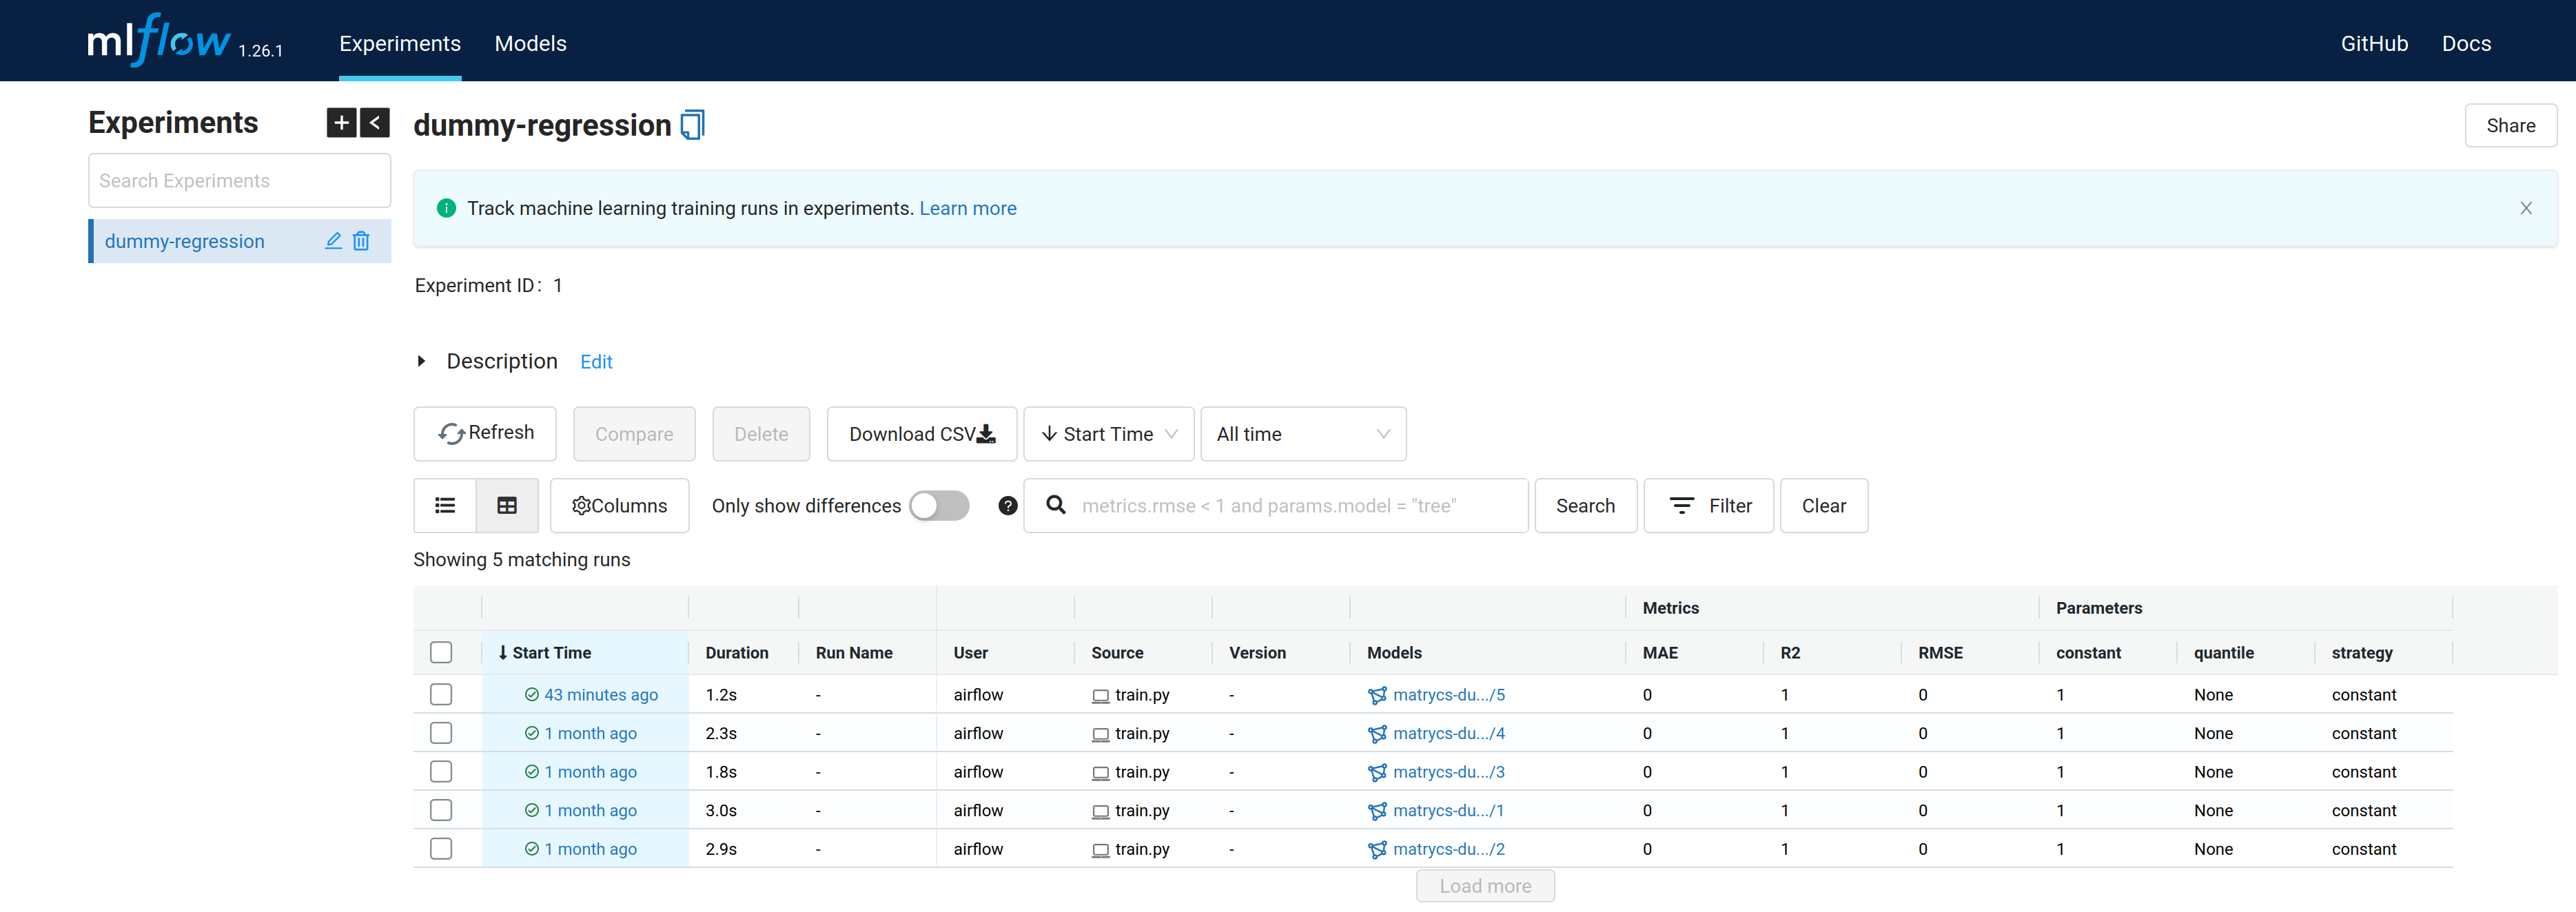 mlflow 1.26.1 Experiments Models GitHub Docs
Experiments
Search Experiments
dummy-regression
dummy-regression
Share
Track machine learning training runs in experiments. Learn more
Experiment ID: 1
Description Edit
Refresh Compare Delete Download CSV Start Time All time
Columns Only show differences metrics.rmse < 1 and params.model = "tree" Search Filter Clear
Showing 5 matching runs
Metrics Parameters
Start Time Duration Run Name User Source Version Models MAE R2 RMSE constant quantile strategy
43 minutes ago 1.2s - airflow train.py - matrycs-du.../5 0 1 0 1 None constant
1 month ago 2.3s - airflow train.py - matrycs-du.../4 0 1 0 1 None constant
1 month ago 1.8s - airflow train.py - matrycs-du.../3 0 1 0 1 None constant
1 month ago 3.0s - airflow train.py - matrycs-du.../1 0 1 0 1 None constant
1 month ago 2.9s - airflow train.py - matrycs-du.../2 0 1 0 1 None constant
Load more